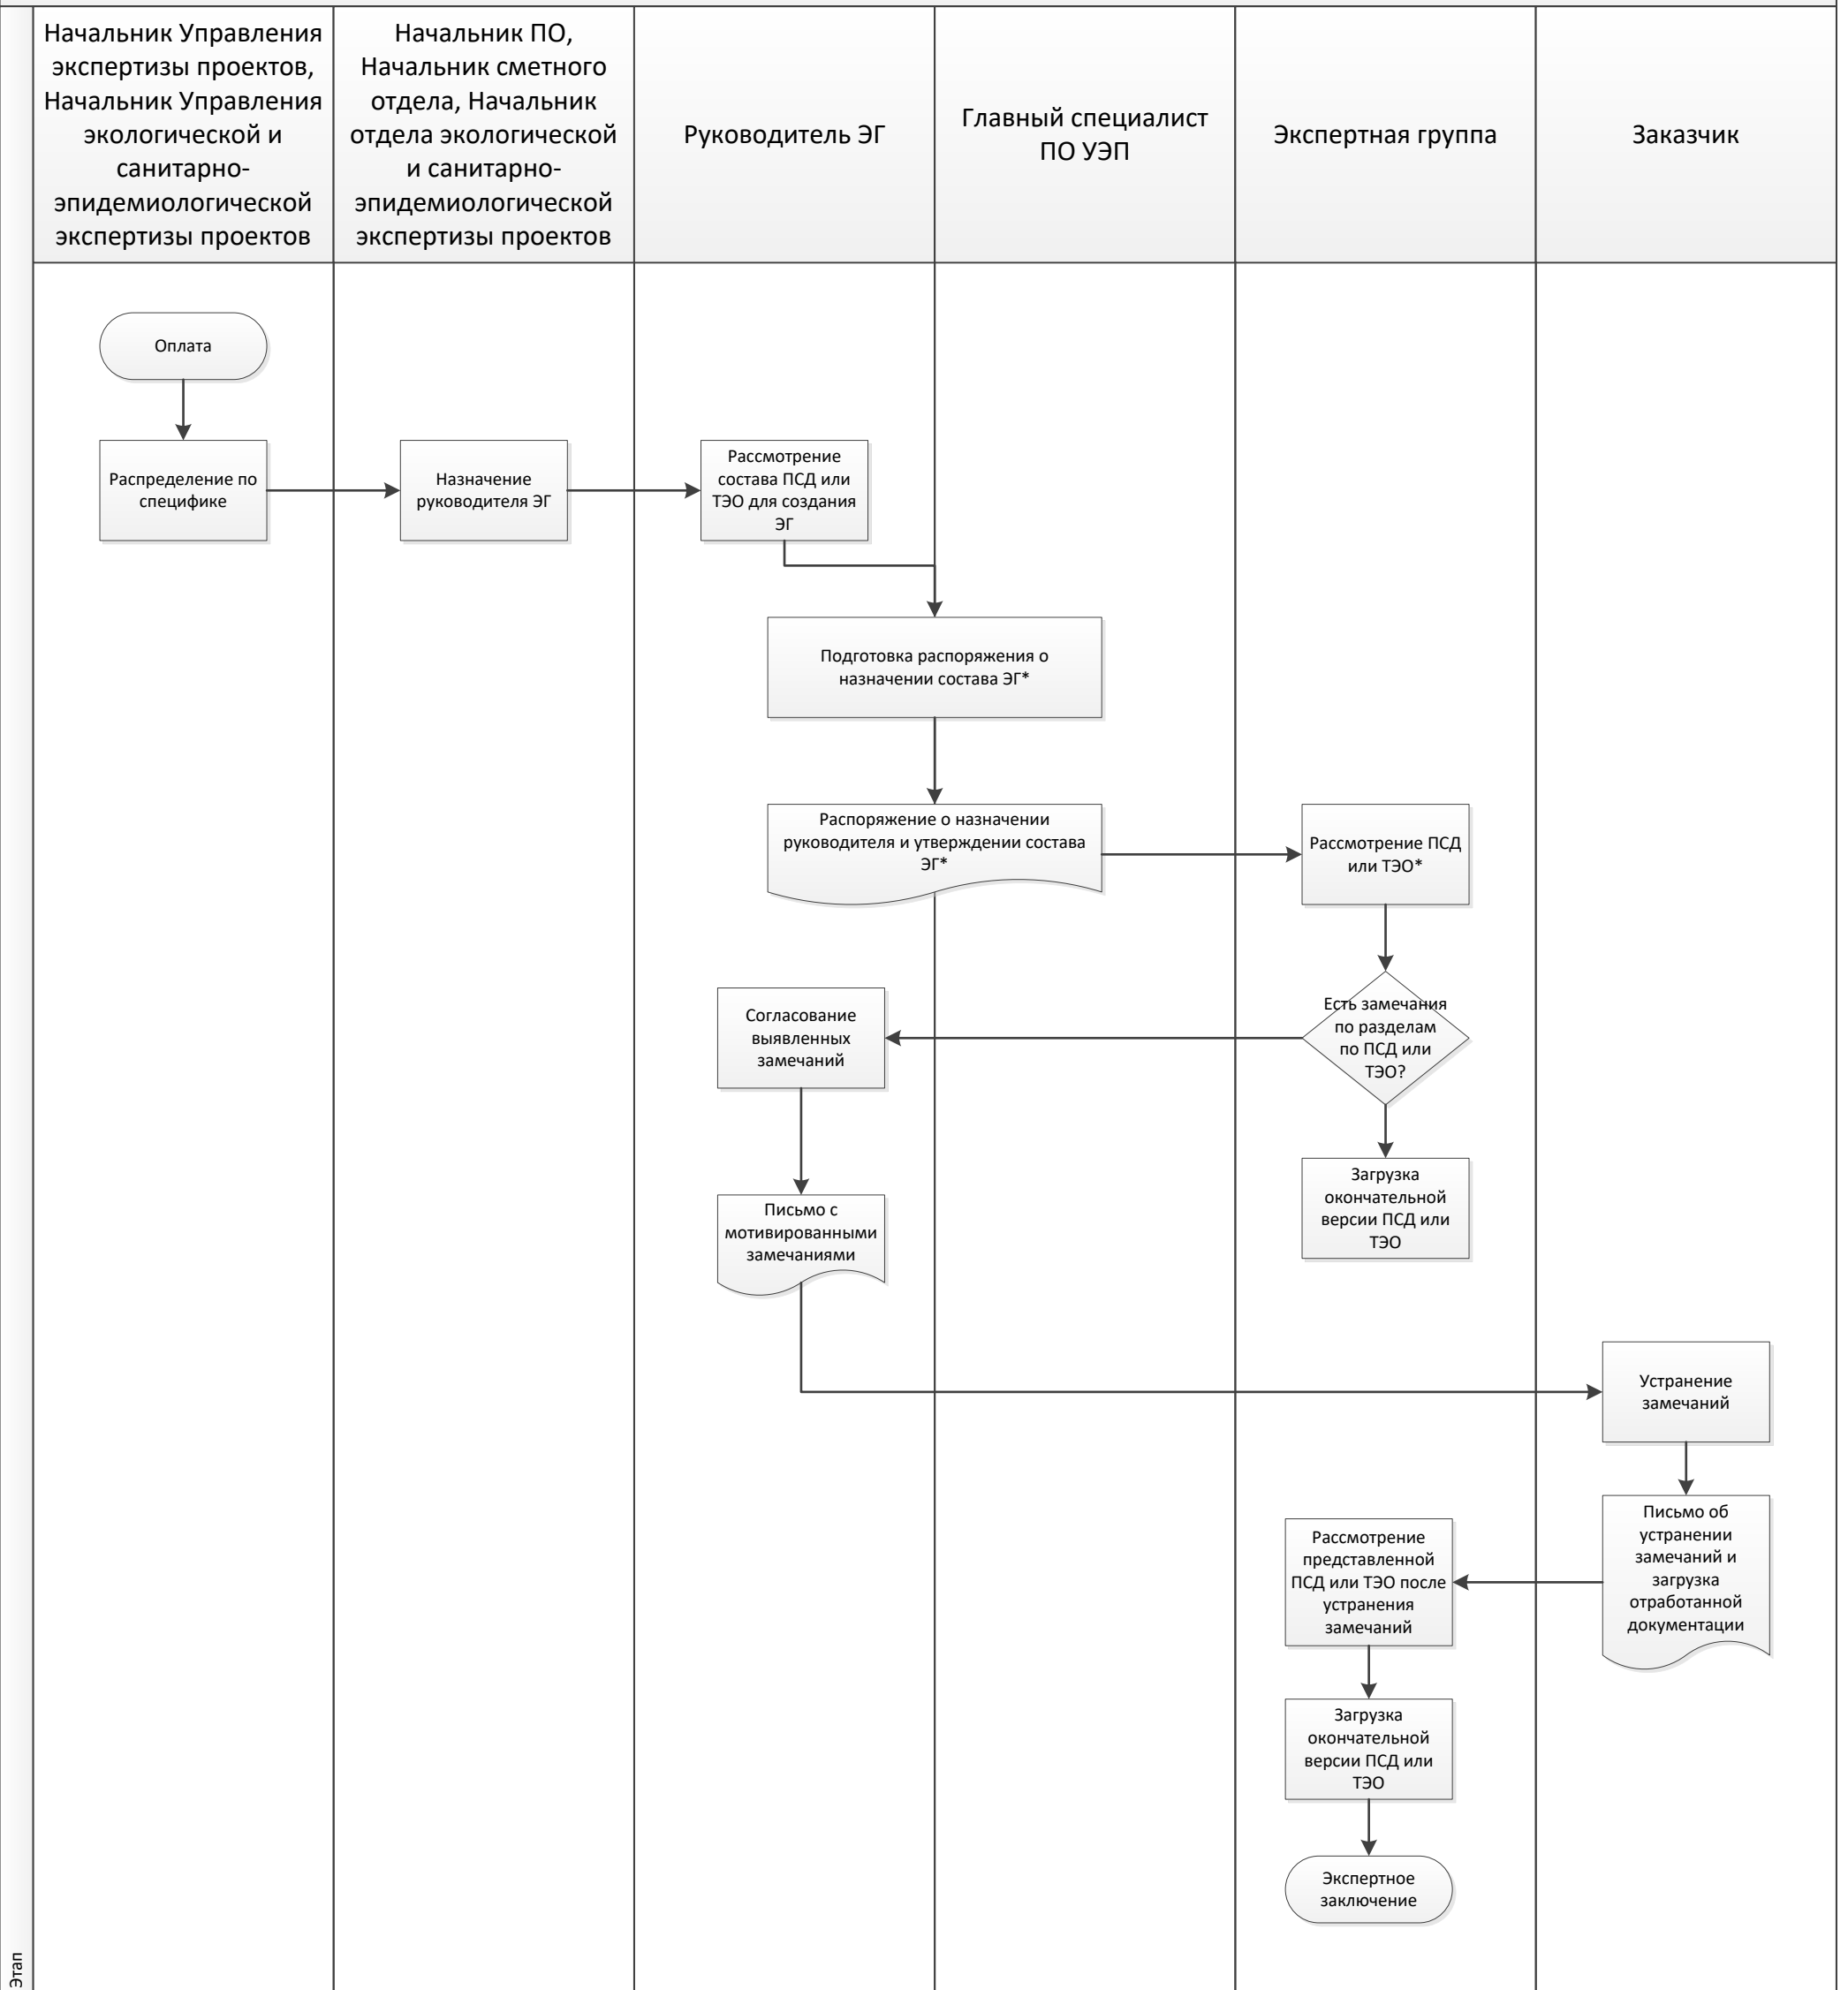 Начальник Управления
экспертизы проектов,
Начальник Управления
экологической и
санитарно-
эпидемиологической
экспертизы проектов
Начальник ПО,
Начальник сметного
отдела, Начальник
отдела экологической
и санитарно-
эпидемиологической
экспертизы проектов
Руководитель ЭГ
Главный специалист
ПО УЭП
Экспертная группа
Заказчик
Оплата
Распределение по
специфике
Назначение
руководителя ЭГ
Рассмотрение
состава ПСД или
ТЭО для создания
ЭГ
Подготовка распоряжения о
назначении состава ЭГ*
Распоряжение о назначении
руководителя и утверждении состава
ЭГ*
Рассмотрение ПСД
или ТЭО*
Есть замечания
по разделам
по ПСД или
ТЭО?
Согласование
выявленных
замечаний
Загрузка
окончательной
версии ПСД или
ТЭО
Письмо с
мотивированными
замечаниями
Устранение
замечаний
Письмо об
устранении
замечаний и
загрузка
отработанной
документации
Рассмотрение
представленной
ПСД или ТЭО после
устранения
замечаний
Загрузка
окончательной
версии ПСД или
ТЭО
Экспертное
заключение
Этап